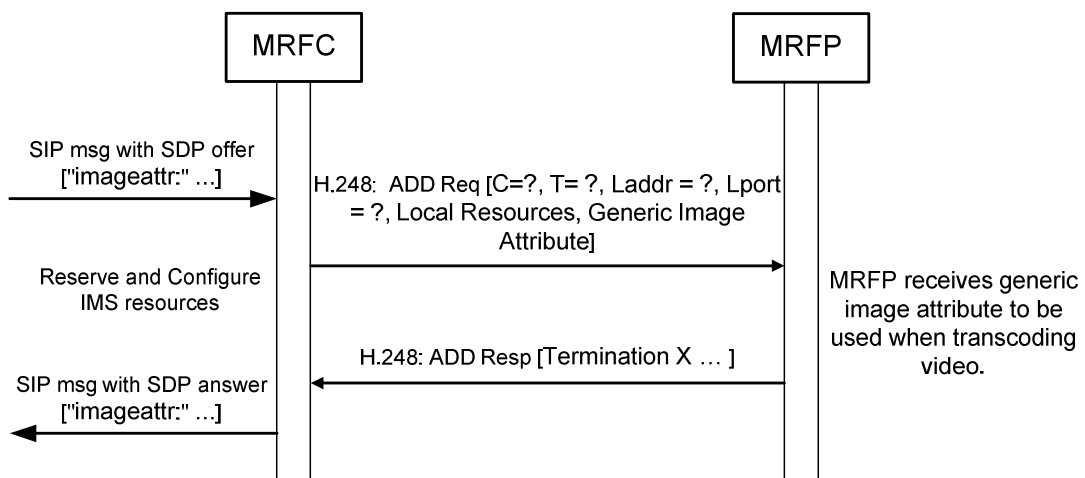 MRFC
MRFP
SIP msg with SDP offer
["imageattr:" ...]
H.248: ADD Req [C=?, T= ?, Laddr = ?, Lport
= ?, Local Resources, Generic Image
Attribute]
Reserve and Configure
IMS resources
MRFP receives generic
image attribute to be
used when transcoding
video.
H.248: ADD Resp [Termination X ... ]
SIP msg with SDP answer
["imageattr:" ...]